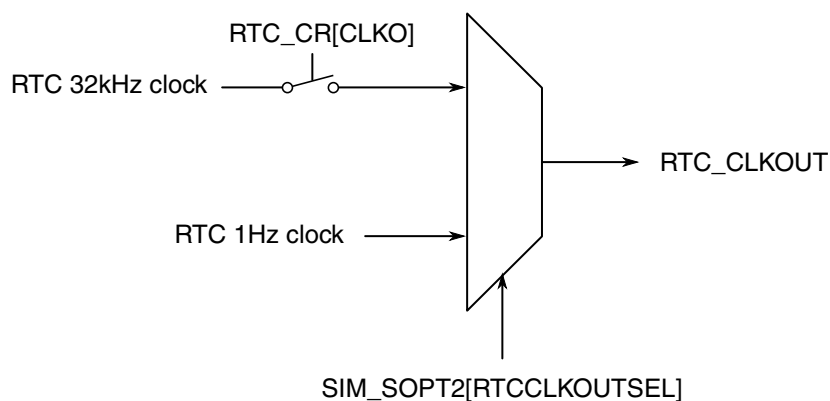 RTC_CR[CLKO]
RTC 32kHz clock
RTC_CLKOUT
RTC 1Hz clock
SIM_SOPT2[RTCCLKOUTSEL]